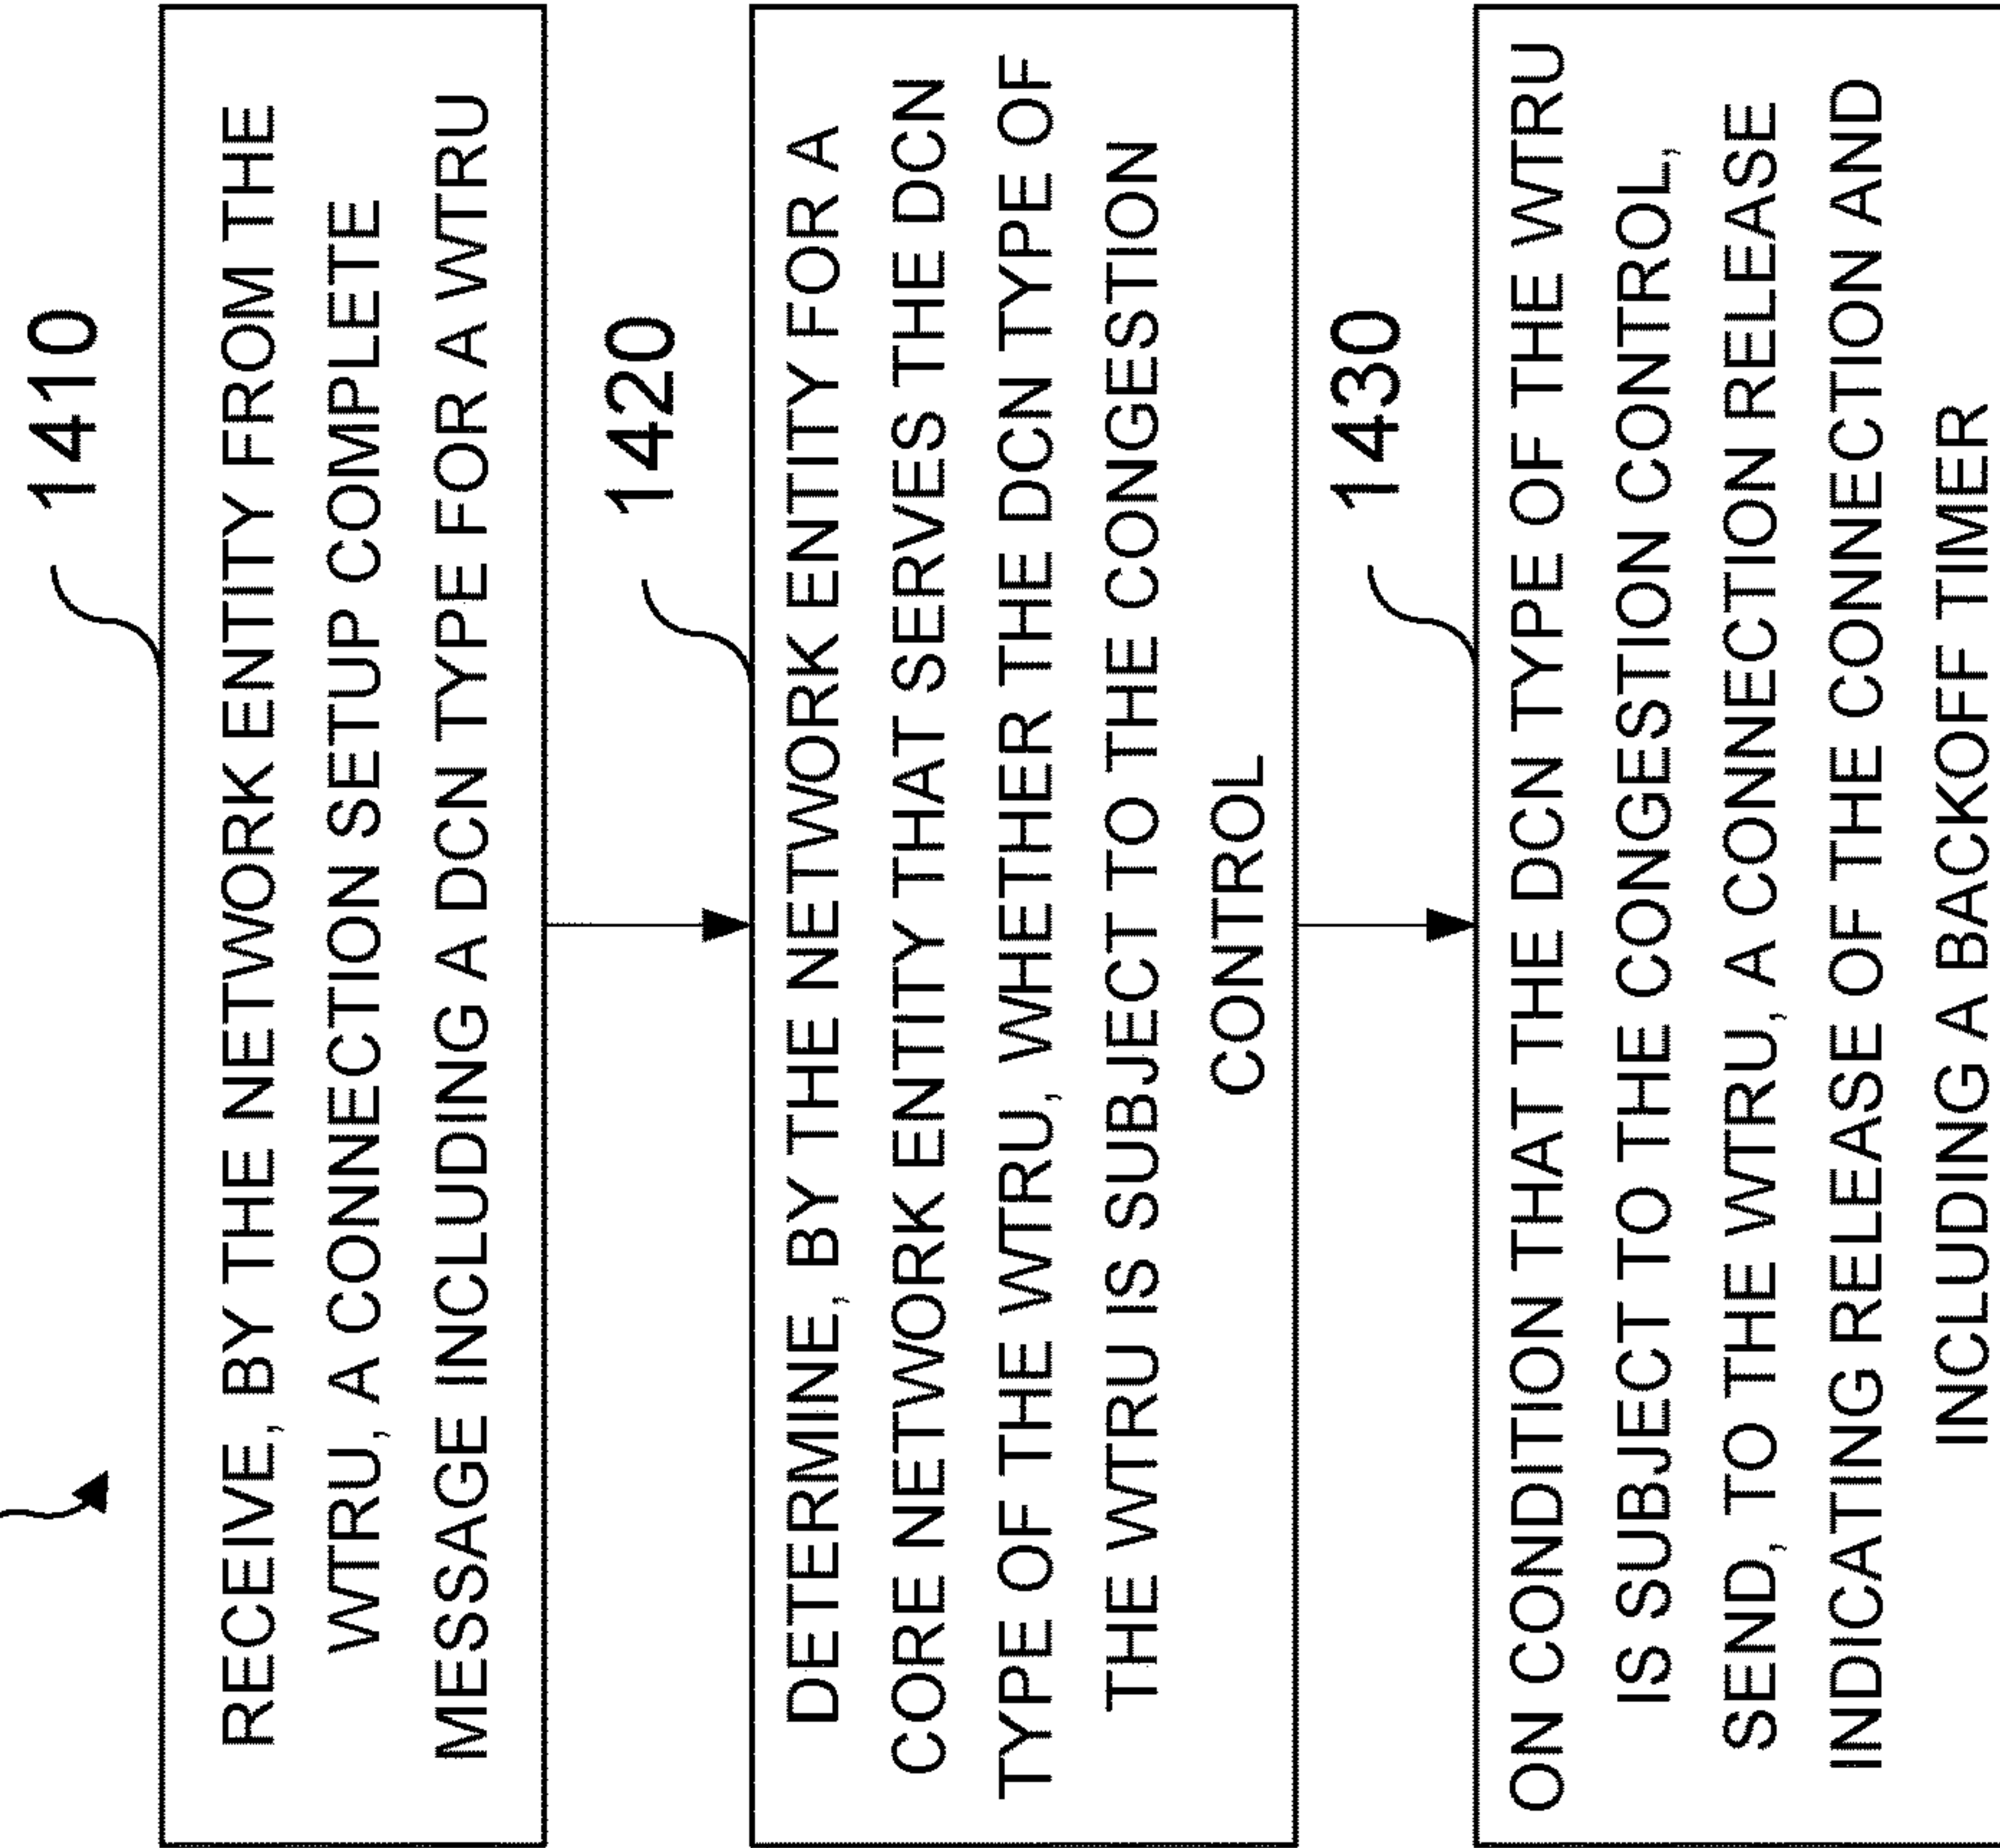 1410
RECEIVE, BY THE NETWORK ENTITY FROM THE
WTRU, A CONNECTION SETUP COMPLETE
MESSAGE INCLUDING A DCN TYPE FOR A WTRU
1420
DETERMINE, BY THE NETWORK ENTITY FOR A
CORE NETWORK ENTITY THAT SERVES THE DCN
TYPE OF THE WTRU, WHETHER THE DCN TYPE OF
THE WTRU IS SUBJECT TO THE CONGESTION
CONTROL
1430
ON CONDITION THAT THE DCN TYPE OF THE WTRU
IS SUBJECT TO THE CONGESTION CONTROL,
SEND, TO THE WTRU, A CONNECTION RELEASE
INDICATING RELEASE OF THE CONNECTION AND
INCLUDING A BACKOFF TIMER